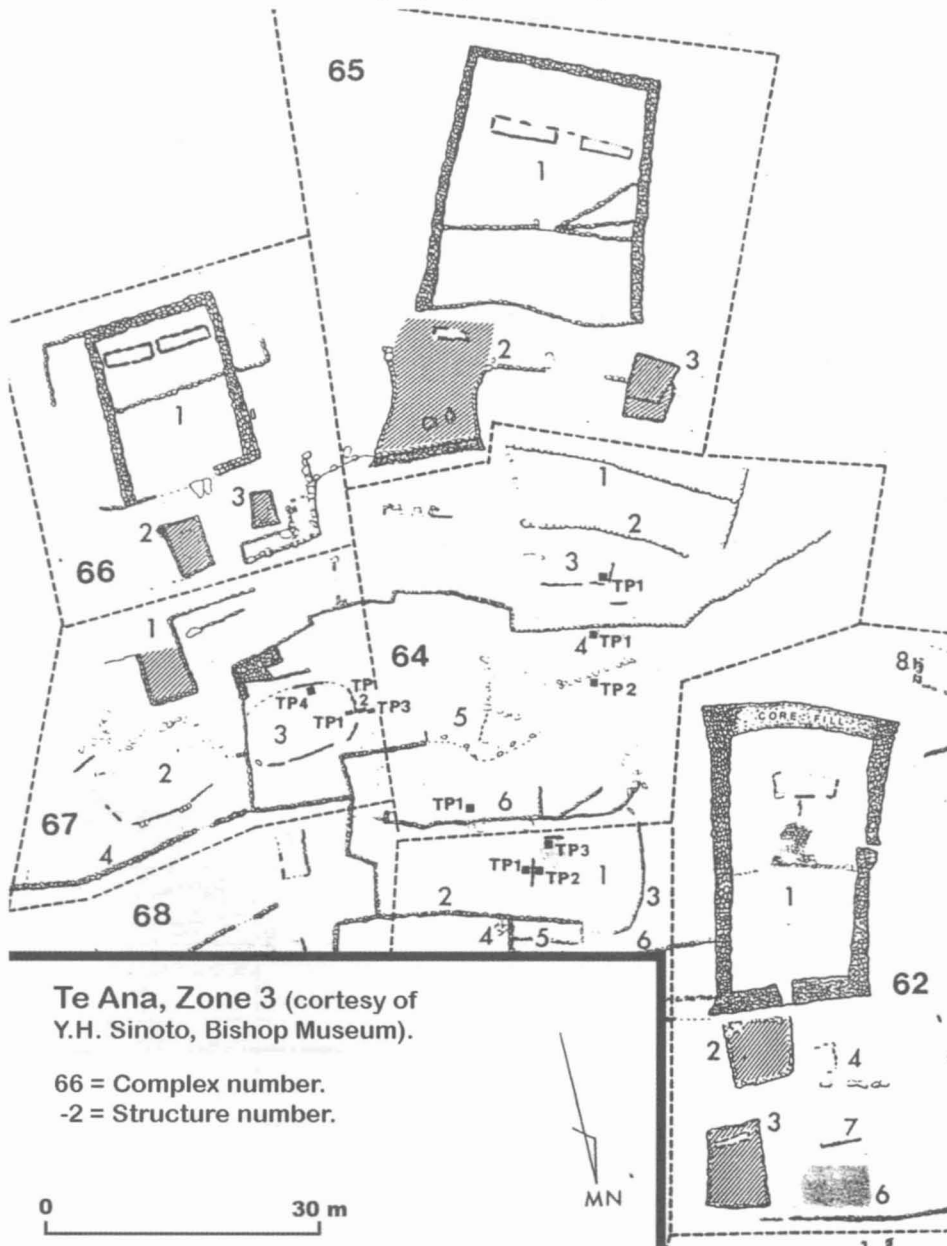 65
1
2
3
66
1
2
3
1
2
3
TP1
64
4
TP1
TP2
5
TP1
6
67
1
2
3
4
TP4
TP1
TP
2
TP3
68
TP3
TP1
TP2
1
2
3
4
5
6
62
CORE FILL
1
2
3
4
7
6
8
Te Ana, Zone 3 (cortesy of
Y.H. Sinoto, Bishop Museum).
66 = Complex number.
-2 = Structure number.
0 30 m
MN